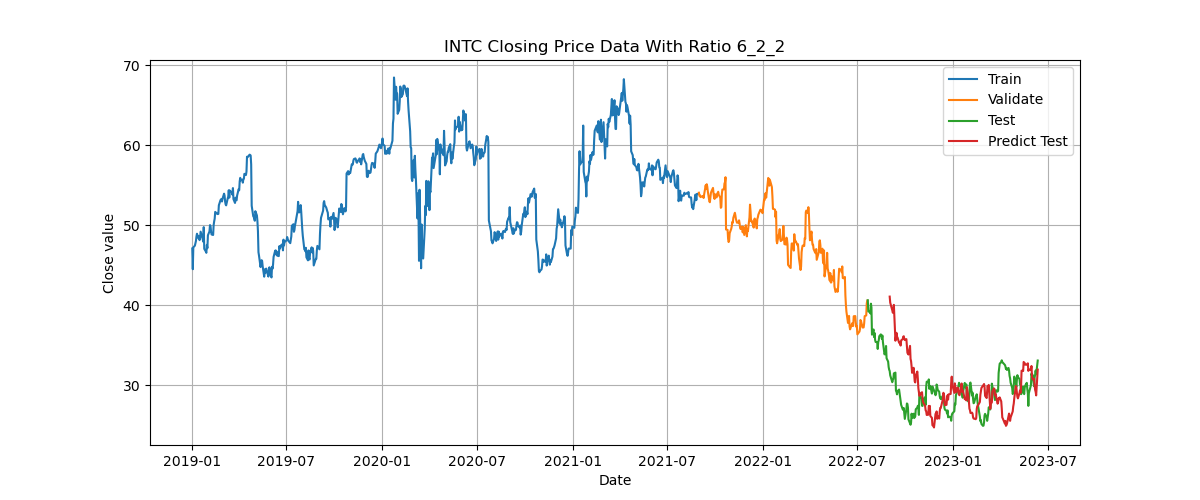 INTC Closing Price Data With Ratio 6_2_2
70
60
50
40
30
Close value
Train
Validate
Test
Predict Test
2019-01 2019-07 2020-01 2020-07 2021-01 2021-07 2022-01 2022-07 2023-01 2023-07
Date